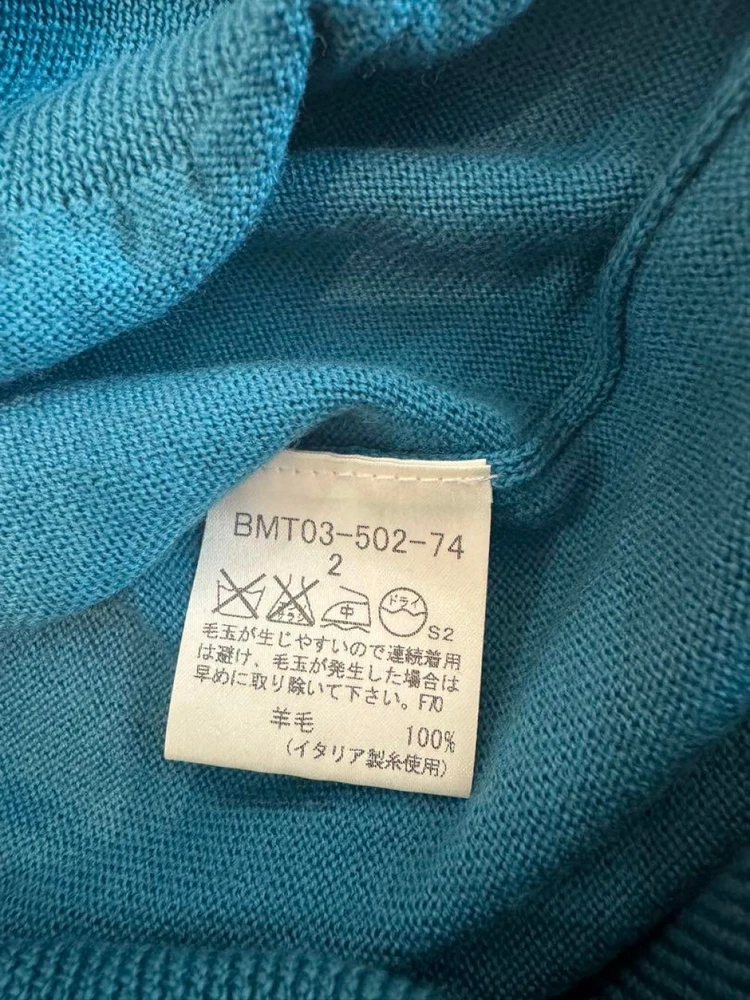 BMT03-502-74
2
中 ドライ
S2
毛玉が生じやすいので連続着用
は避け、毛玉が発生した場合は
早めに取り除いて下さい。F70
羊毛 100%
(イタリア製糸使用)